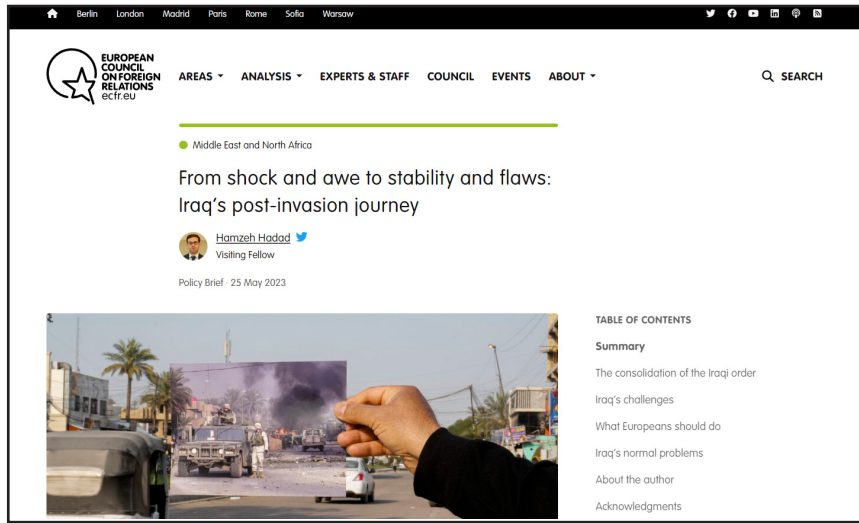 Berlin London Madrid Paris Rome Sofia Warsaw
EUROPEAN
COUNCIL
ON FOREIGN
RELATIONS
ecfr.eu
AREAS ANALYSIS EXPERTS & STAFF COUNCIL EVENTS ABOUT SEARCH
Middle East and North Africa
From shock and awe to stability and flaws:
Iraq's post-invasion journey
Hamzeh Hadad
Visiting Fellow
Policy Brief · 25 May 2023
TABLE OF CONTENTS
Summary
The consolidation of the Iraqi order
Iraq's challenges
What Europeans should do
Iraq's normal problems
About the author
Acknowledgments